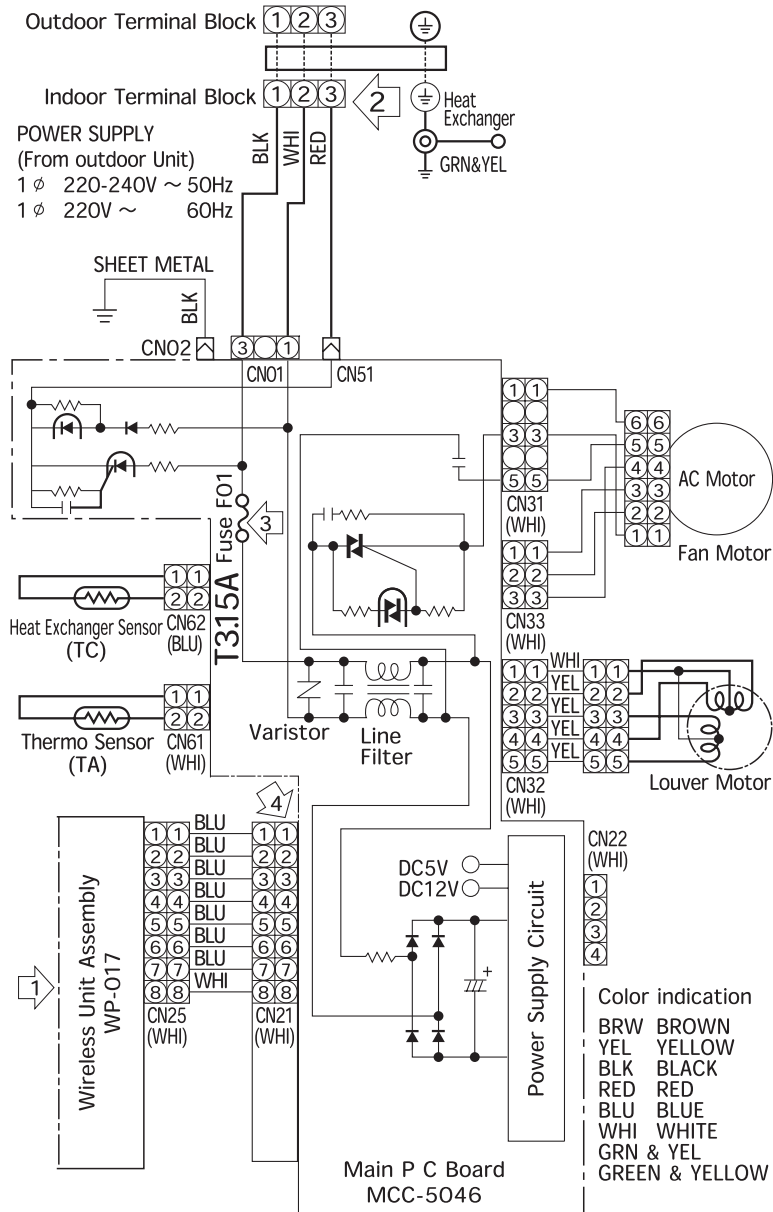 Outdoor Terminal Block 1 2 3
Indoor Terminal Block 1 2 3
2
Heat
Exchanger
GRN&YEL
POWER SUPPLY
(From outdoor Unit)
1 ⌀ 220-240V ~ 50Hz
1 ⌀ 220V ~ 60Hz
BLK
WHI
RED
SHEET METAL
BLK
CN02
3 1
CN01
CN51
Fuse F01
T3.15A
3
1 1
3 3
5 5
CN31
(WHI)
6 6
5 5
4 4
3 3
2 2
1 1
AC Motor
Fan Motor
1 1
2 2
3 3
CN33
(WHI)
1 1
2 2
CN62
(BLU)
Heat Exchanger Sensor
(TC)
1 1
2 2
CN61
(WHI)
Thermo Sensor
(TA)
Varistor
Line
Filter
1 1 WHI 1 1
2 2 YEL 2 2
3 3 YEL 3 3
4 4 YEL 4 4
5 5 YEL 5 5
CN32
(WHI)
Louver Motor
4
1
Wireless Unit Assembly
WP-017
1 1 BLU 1 1
2 2 BLU 2 2
3 3 BLU 3 3
4 4 BLU 4 4
5 5 BLU 5 5
6 6 BLU 6 6
7 7 BLU 7 7
8 8 WHI 8 8
CN25
(WHI)
CN21
(WHI)
DC5V
DC12V
+
Power Supply Circuit
CN22
(WHI)
1
2
3
4
Main P C Board
MCC-5046
Color indication
BRW BROWN
YEL YELLOW
BLK BLACK
RED RED
BLU BLUE
WHI WHITE
GRN & YEL
GREEN & YELLOW